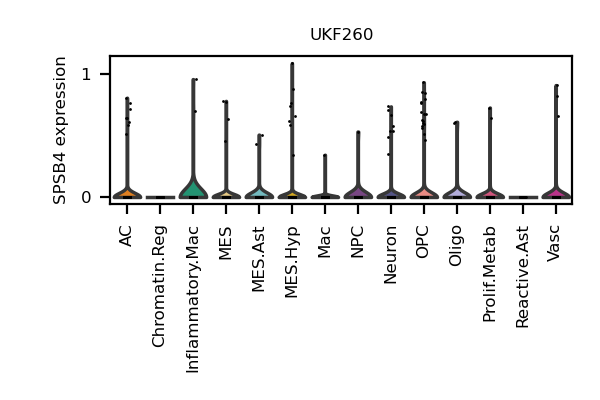 UKF260
SPSB4 expression
1
0
AC
Chromatin.Reg
Inflammatory.Mac
MES
MES.Ast
MES.Hyp
Mac
NPC
Neuron
OPC
Oligo
Prolif.Metab
Reactive.Ast
Vasc